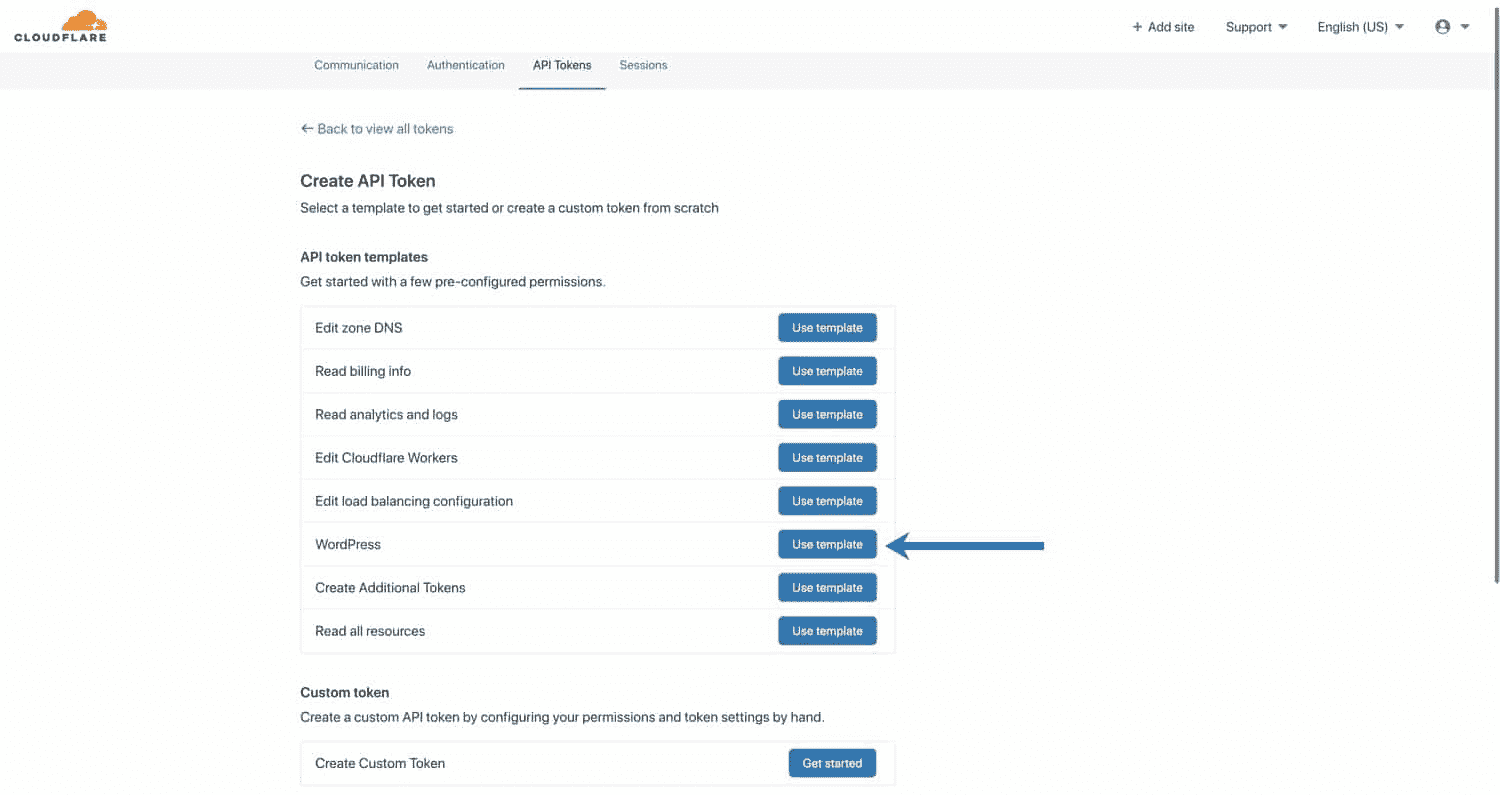 CLOUDFLARE
+ Add site Support English (US)
Communication Authentication API Tokens Sessions
← Back to view all tokens
Create API Token
Select a template to get started or create a custom token from scratch
API token templates
Get started with a few pre-configured permissions.
Edit zone DNS Use template
Read billing info Use template
Read analytics and logs Use template
Edit Cloudflare Workers Use template
Edit load balancing configuration Use template
WordPress Use template
Create Additional Tokens Use template
Read all resources Use template
Custom token
Create a custom API token by configuring your permissions and token settings by hand.
Create Custom Token Get started